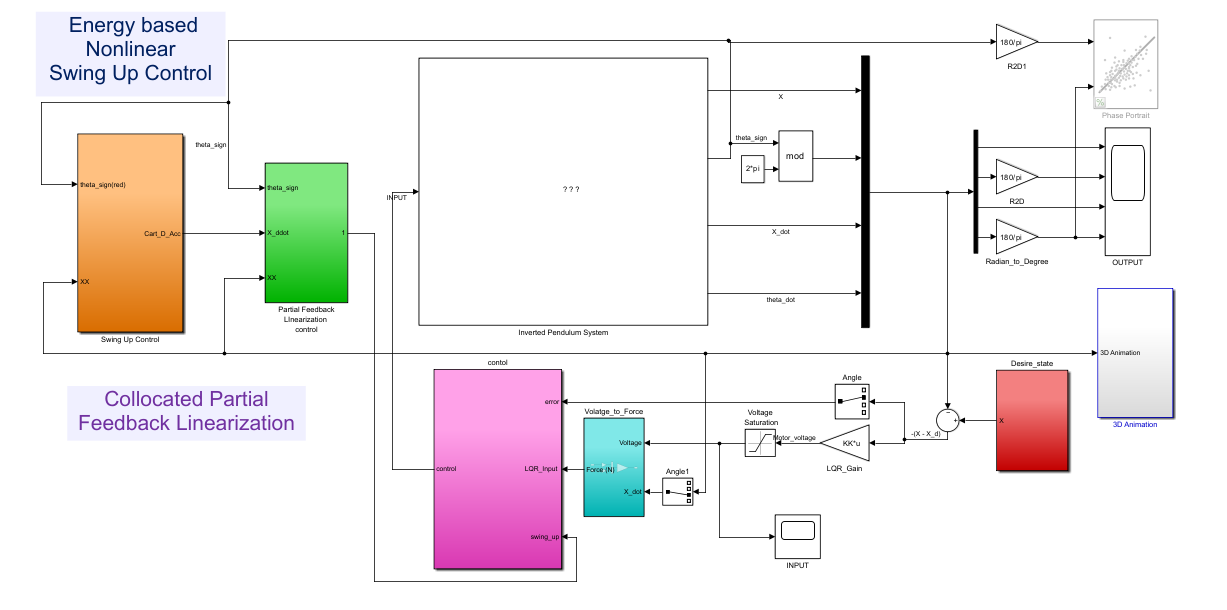 Energy based
Nonlinear
Swing Up Control
theta_sign
theta_sign(red)
Cart_D_Acc
XX
Swing Up Control
theta_sign
X_ddot
1
XX
Partial Feedback
LInearization
control
INPUT
? ? ?
Inverted Pendulum System
X
theta_sign
2*pi
mod
X_dot
theta_dot
180/pi
R2D1
Phase Portrait
180/pi
R2D
180/pi
Radian_to_Degree
OUTPUT
3D Animation
3D Animation
Collocated Partial
Feedback Linearization
contol
error
control
LQR_Input
swing_up
Volatge_to_Force
Voltage
Force (N)
X_dot
Angle1
Voltage
Saturation
Motor_voltage
KK*u
LQR_Gain
Angle
-(X - X_d)
−
+
Desire_state
X
INPUT